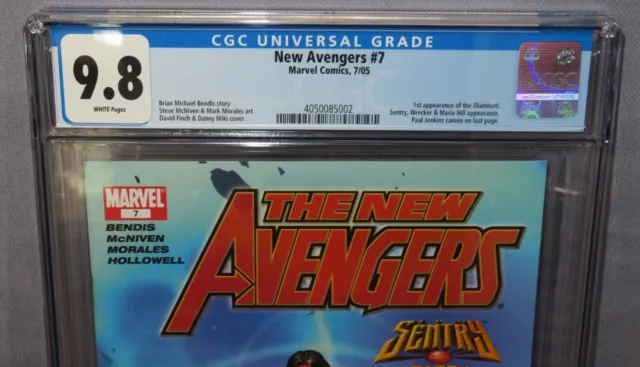 CGC UNIVERSAL GRADE
9.8
WHITE Pages
New Avengers #7
Marvel Comics, 7/05
Brian Michael Bendis story
Steve McNiven & Mark Morales art
David Finch & Danny Miki cover
4050085002
1st appearance of the Illuminati.
Sentry, Wrecker & Maria Hill appearance.
Paul Jenkins cameo on last page.
CGC
MARVEL
7
BENDIS
McNIVEN
MORALES
HOLLOWELL
THE NEW
AVENGERS
SENTRY